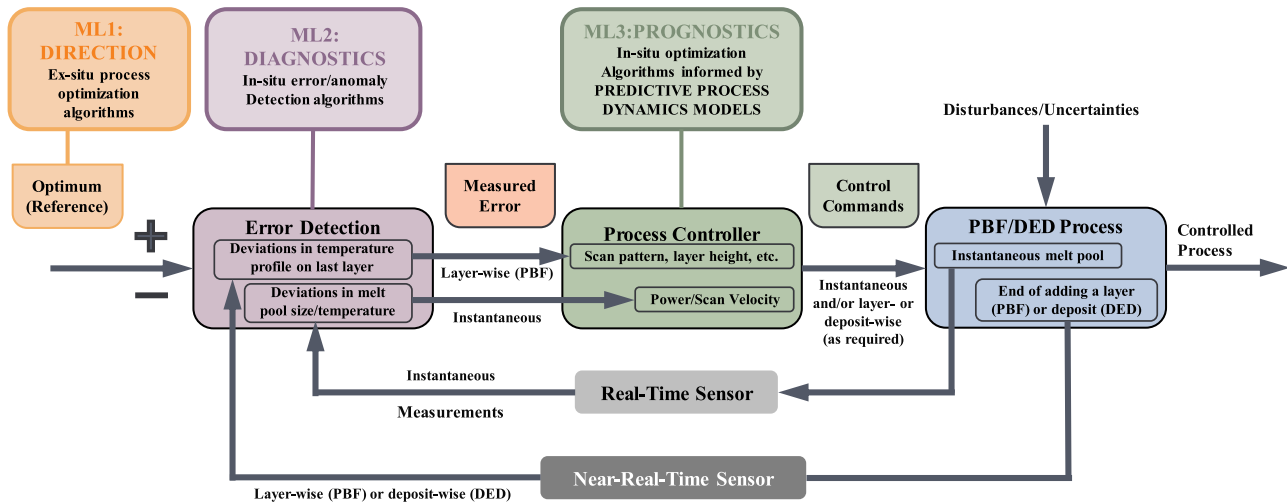 ML1:
DIRECTION
Ex-situ process
optimization
algorithms
ML2:
DIAGNOSTICS
In-situ error/anomaly
Detection algorithms
ML3:PROGNOSTICS
In-situ optimization
Algorithms informed by
PREDICTIVE PROCESS
DYNAMICS MODELS
Disturbances/Uncertainties
Optimum
(Reference)
Measured
Error
Control
Commands
+
−
Error Detection
Deviations in temperature
profile on last layer
Deviations in melt
pool size/temperature
Layer-wise (PBF)
Instantaneous
Process Controller
Scan pattern, layer height, etc.
Power/Scan Velocity
Instantaneous
and/or layer- or
deposit-wise
(as required)
PBF/DED Process
Instantaneous melt pool
End of adding a layer
(PBF) or deposit (DED)
Controlled
Process
Instantaneous
Measurements
Real-Time Sensor
Near-Real-Time Sensor
Layer-wise (PBF) or deposit-wise (DED)